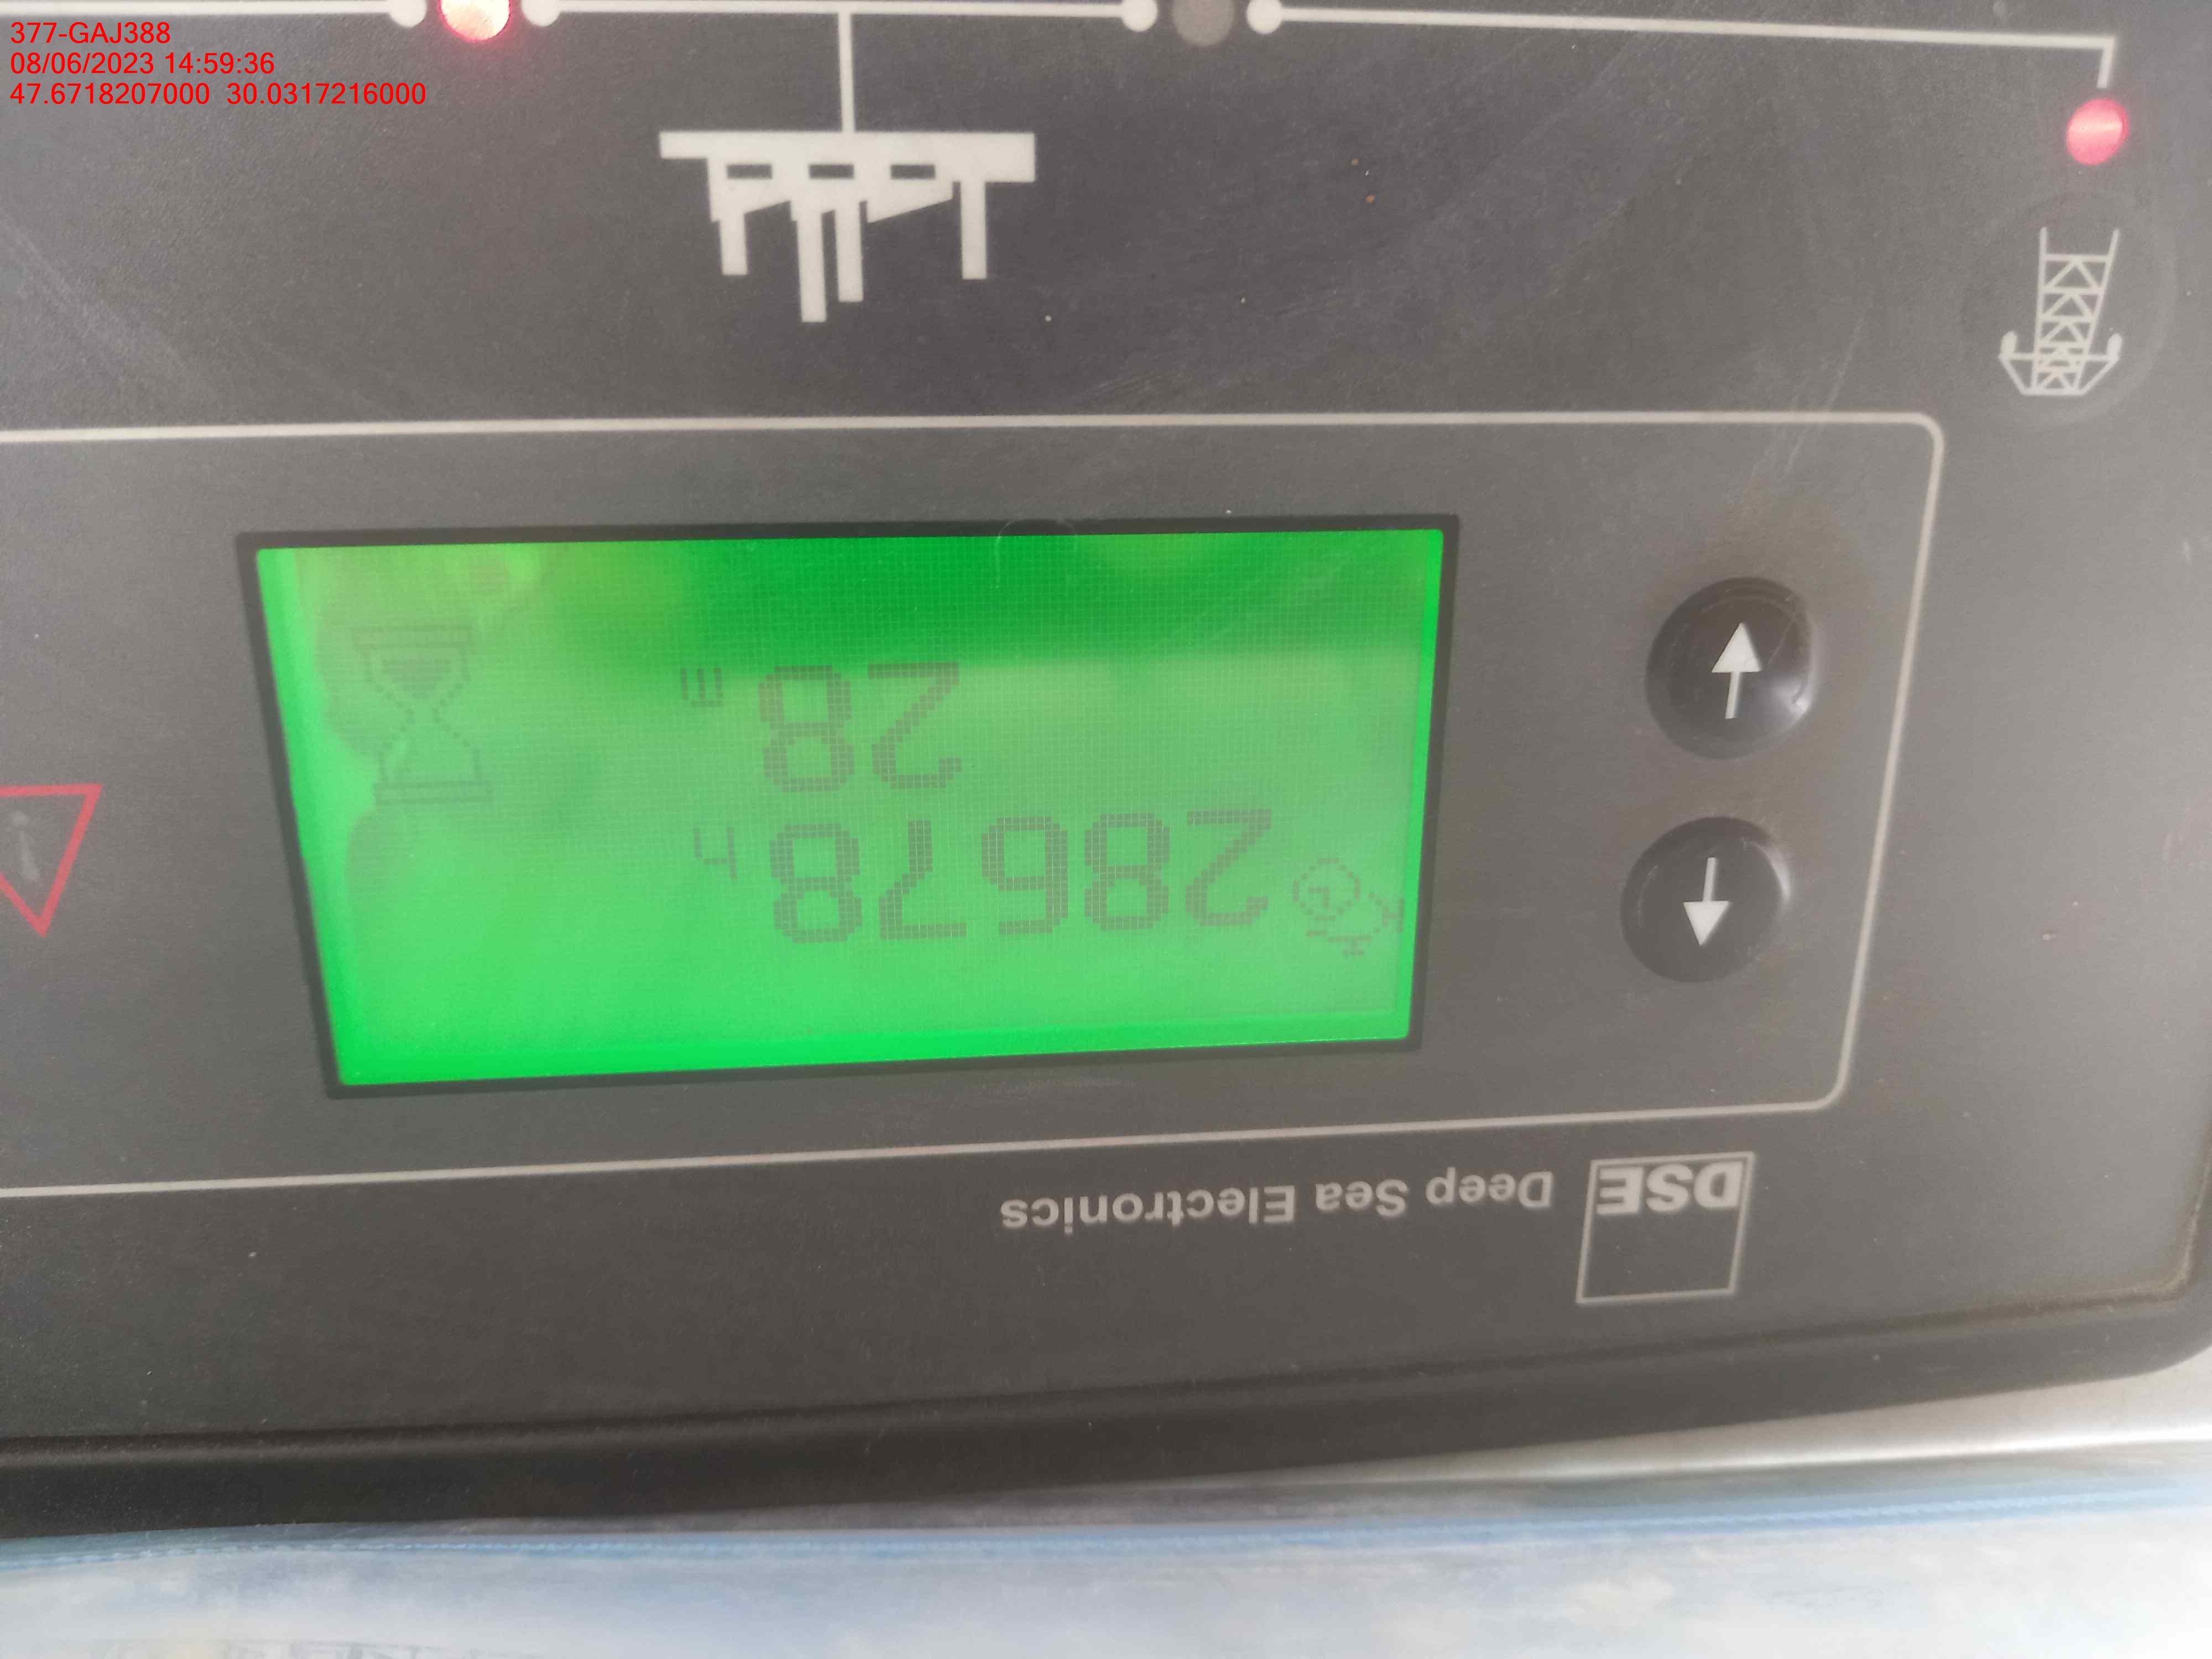 377-GAJ388
08/06/2023 14:59:36
47.6718207000 30.0317216000
DSE Deep Sea Electronics
28678 h
28 m